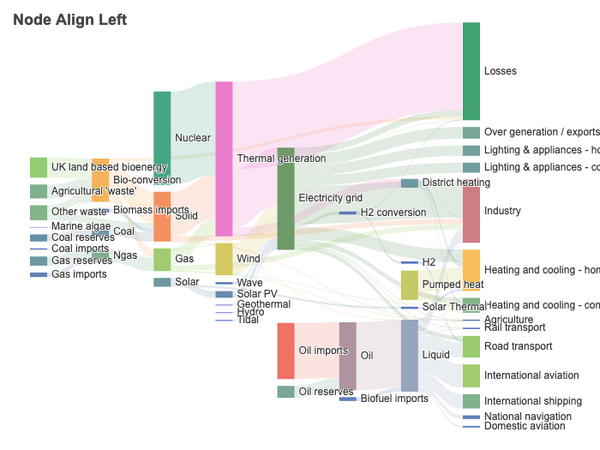 Node Align Left
Losses
Over generation / exports
Nuclear
Lighting & appliances - ho
Thermal generation
UK land based bioenergy
Lighting & appliances - co
Bio-conversion
District heating
Agricultural 'waste'
Electricity grid
Other waste
Biomass imports
Solid
H2 conversion
Industry
Marine algae
Coal
Coal reserves
Coal imports
Ngas
Gas
Wind
Gas reserves
H2
Heating and cooling - hom
Gas imports
Solar
Wave
Pumped heat
Solar PV
Geothermal
Solar Thermal
Heating and cooling - com
Hydro
Tidal
Agriculture
Rail transport
Oil imports
Oil
Liquid
Road transport
International aviation
Oil reserves
Biofuel imports
International shipping
National navigation
Domestic aviation